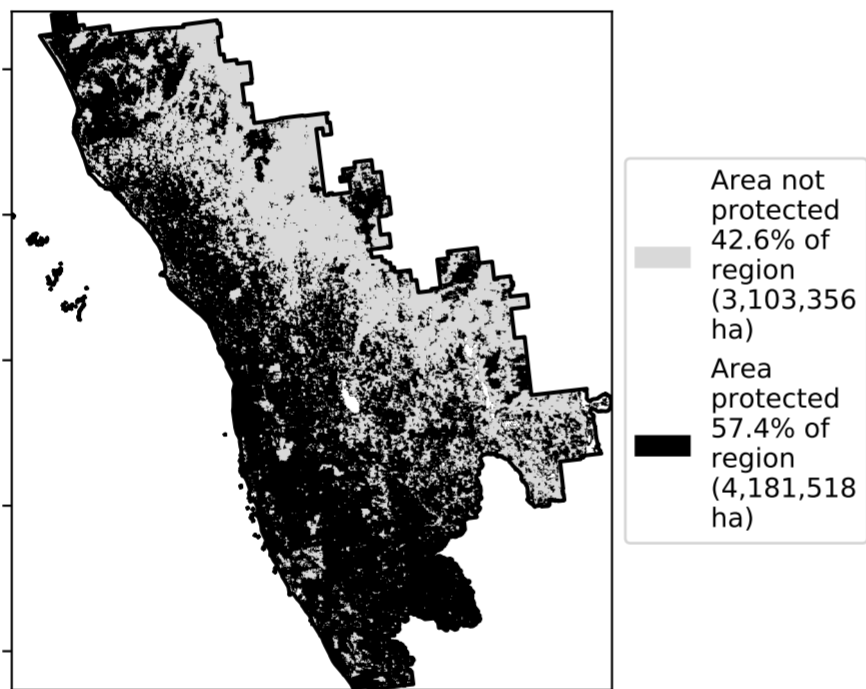 Area not
protected
42.6% of
region
(3,103,356
ha)
Area
protected
57.4% of
region
(4,181,518
ha)